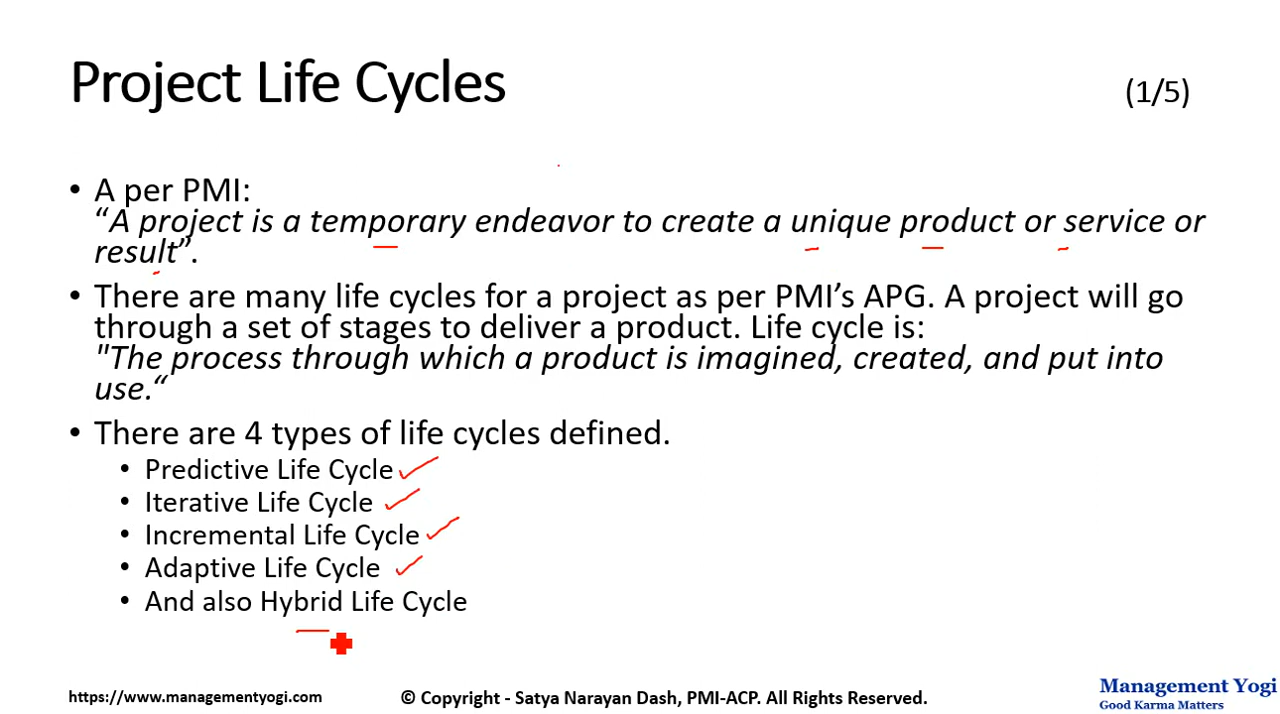 Project Life Cycles
(1/5)
• A per PMI:
“A project is a temporary endeavor to create a unique product or service or
result”.
• There are many life cycles for a project as per PMI’s APG. A project will go
through a set of stages to deliver a product. Life cycle is:
"The process through which a product is imagined, created, and put into
use.“
• There are 4 types of life cycles defined.
• Predictive Life Cycle
• Iterative Life Cycle
• Incremental Life Cycle
• Adaptive Life Cycle
• And also Hybrid Life Cycle
https://www.managementyogi.com
© Copyright - Satya Narayan Dash, PMI-ACP. All Rights Reserved.
Management Yogi
Good Karma Matters